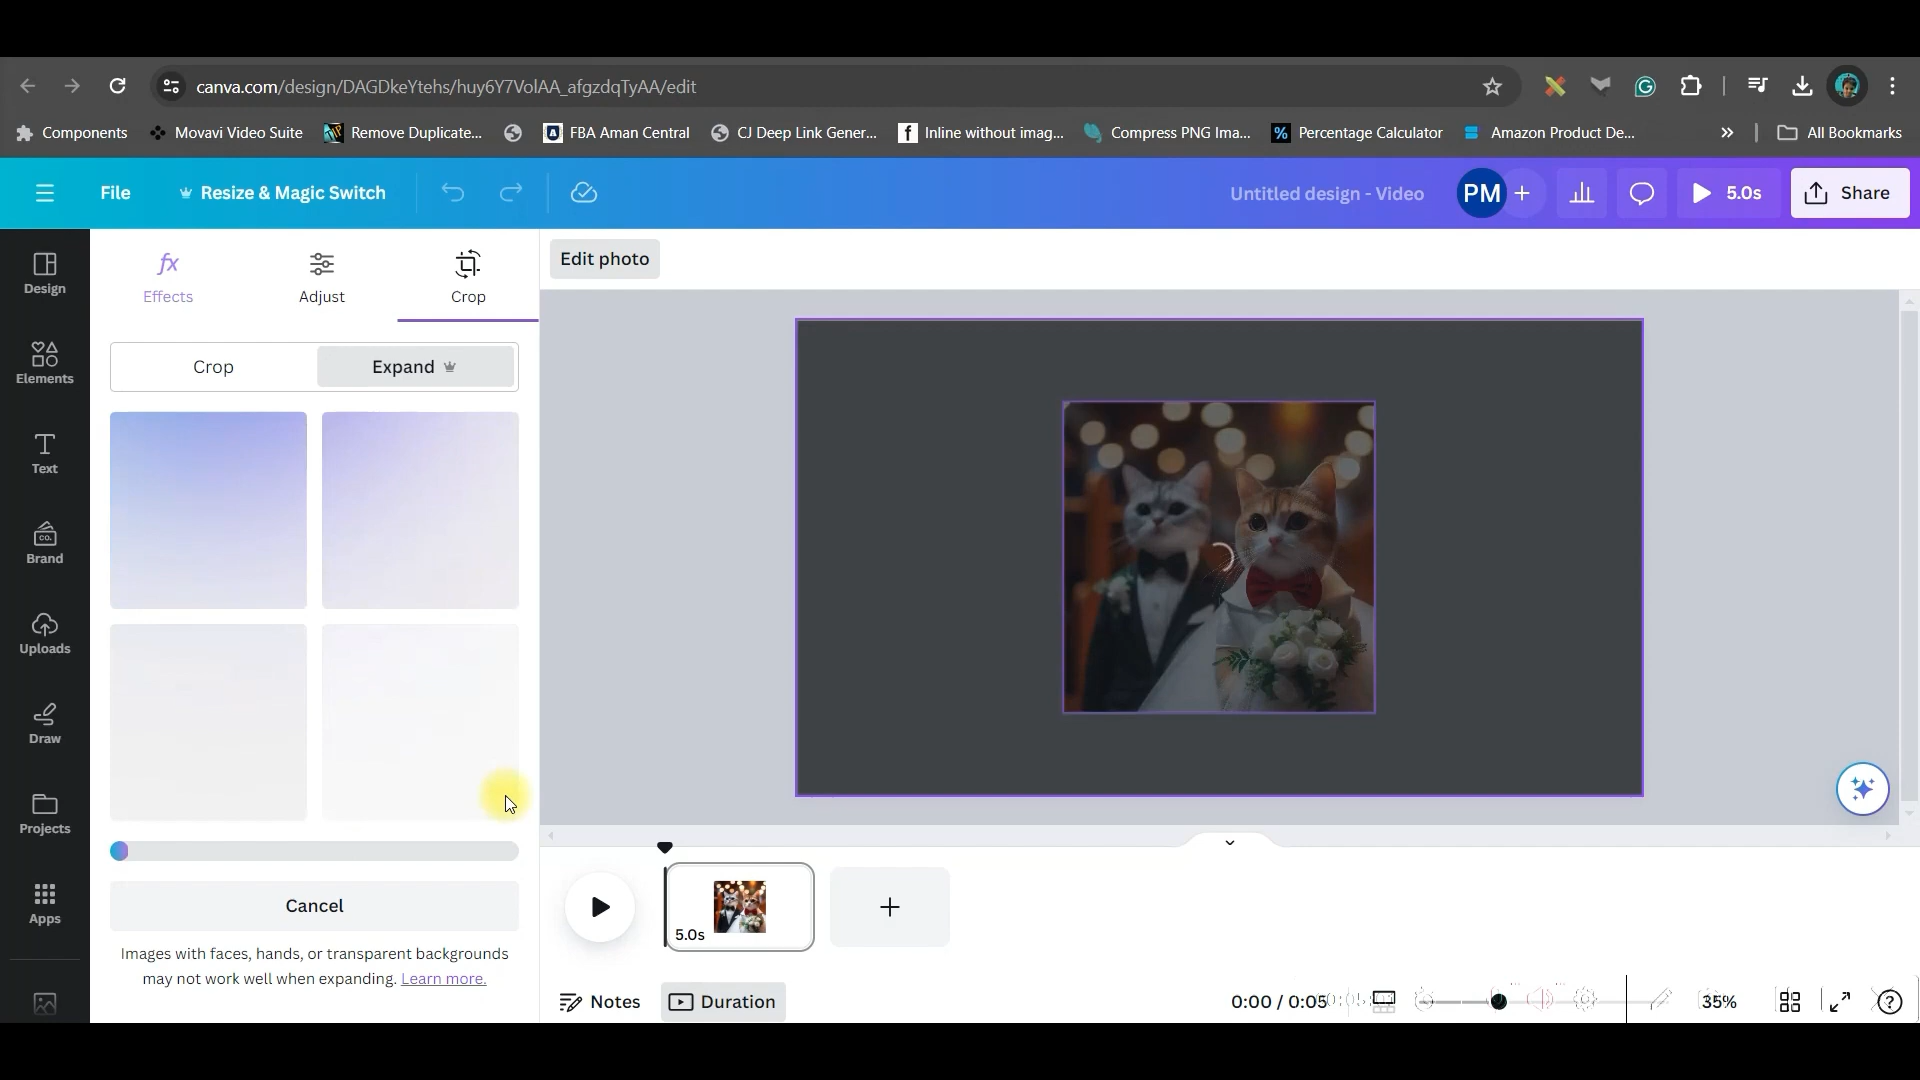 canva.com/design/DAGDkeYtehs/huy6Y7VolAA_afgzdqTyAA/edit
Components
Movavi Video Suite
Remove Duplicate...
FBA Aman Central
CJ Deep Link Gener...
Inline without imag...
Compress PNG Ima...
Percentage Calculator
Amazon Product De...
All Bookmarks
File
Resize & Magic Switch
Untitled design - Video
PM
5.0s
Share
Design
Elements
Text
Brand
Uploads
Draw
Projects
Apps
Effects
Adjust
Crop
Crop
Expand
Cancel
Images with faces, hands, or transparent backgrounds
may not work well when expanding. Learn more.
Edit photo
5.0s
Notes
Duration
0:00 / 0:05
35%